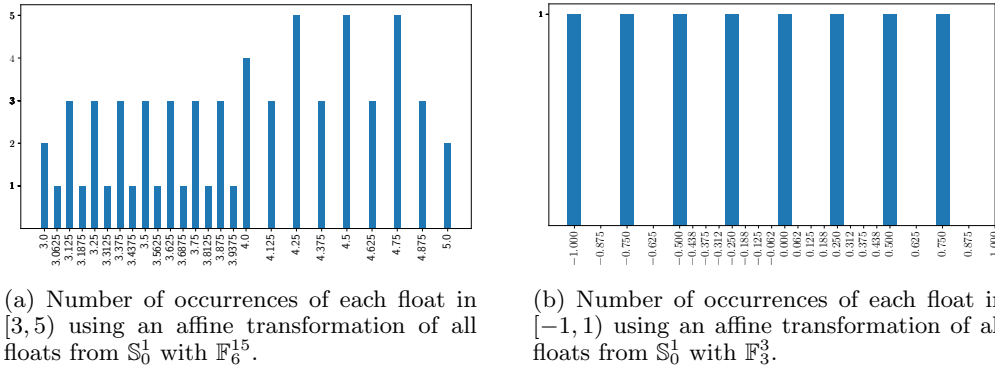 5
4
3
2
1
3.0 3.0625 3.125 3.1875 3.25 3.3125 3.375 3.4375 3.5 3.5625 3.625 3.6875 3.75 3.8125 3.875 3.9375 4.0 4.125 4.25 4.375 4.5 4.625 4.75 4.875 5.0
(a) Number of occurrences of each float in
[3, 5) using an affine transformation of all
floats from 𝕊₀¹ with 𝔽₆¹⁵.
1
−1.000 −0.875 −0.750 −0.625 −0.500 −0.438 −0.375 −0.312 −0.250 −0.188 −0.125 −0.062 0.000 0.062 0.125 0.188 0.250 0.312 0.375 0.438 0.500 0.625 0.750 0.875 1.000
(b) Number of occurrences of each float in
[−1, 1) using an affine transformation of al
floats from 𝕊₀¹ with 𝔽₃³.